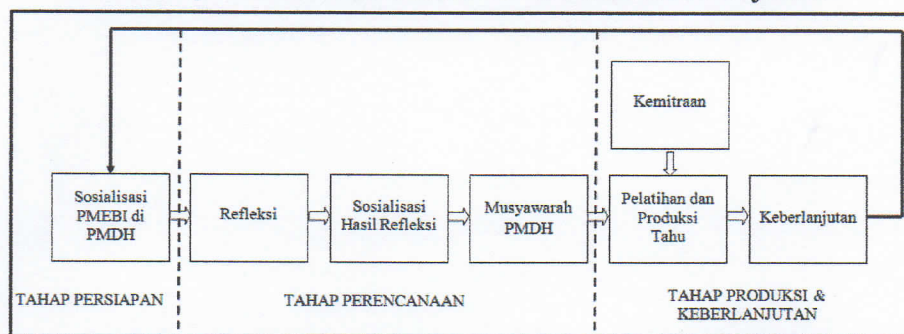 Kemitraan
Sosialisasi
PMEBI di
PMDH
Refleksi
Sosialisasi
Hasil Refleksi
Musyawarah
PMDH
Pelatihan dan
Produksi
Tahu
Keberlanjutan
TAHAP PERSIAPAN
TAHAP PERENCANAAN
TAHAP PRODUKSI &
KEBERLANJUTAN